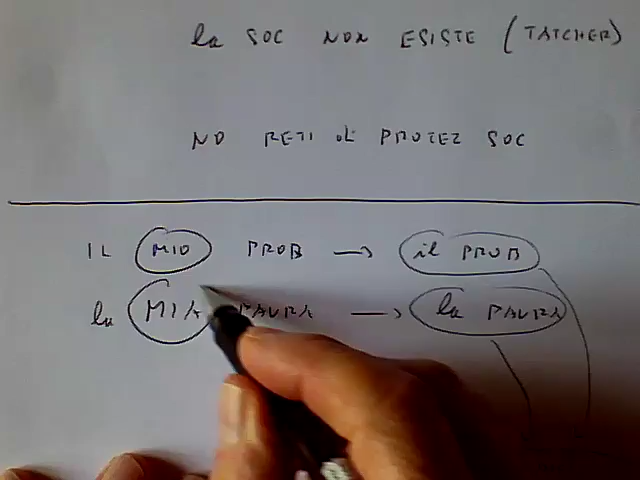 la SOC NON ESISTE (TATCHER)
NO RETI di PROTEZ SOC
IL MIO PROB → il PROB
la MIA PAURA → la PAURA